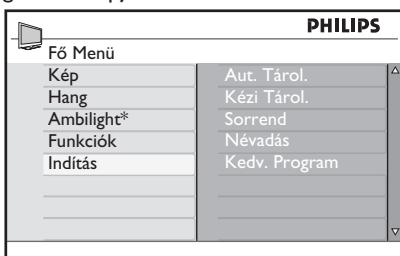 PHILIPS
Fő Menü
Kép
Hang
Ambilight*
Funkciók
Indítás
Aut. Tárol.
Kézi Tárol.
Sorrend
Névadás
Kedv. Program